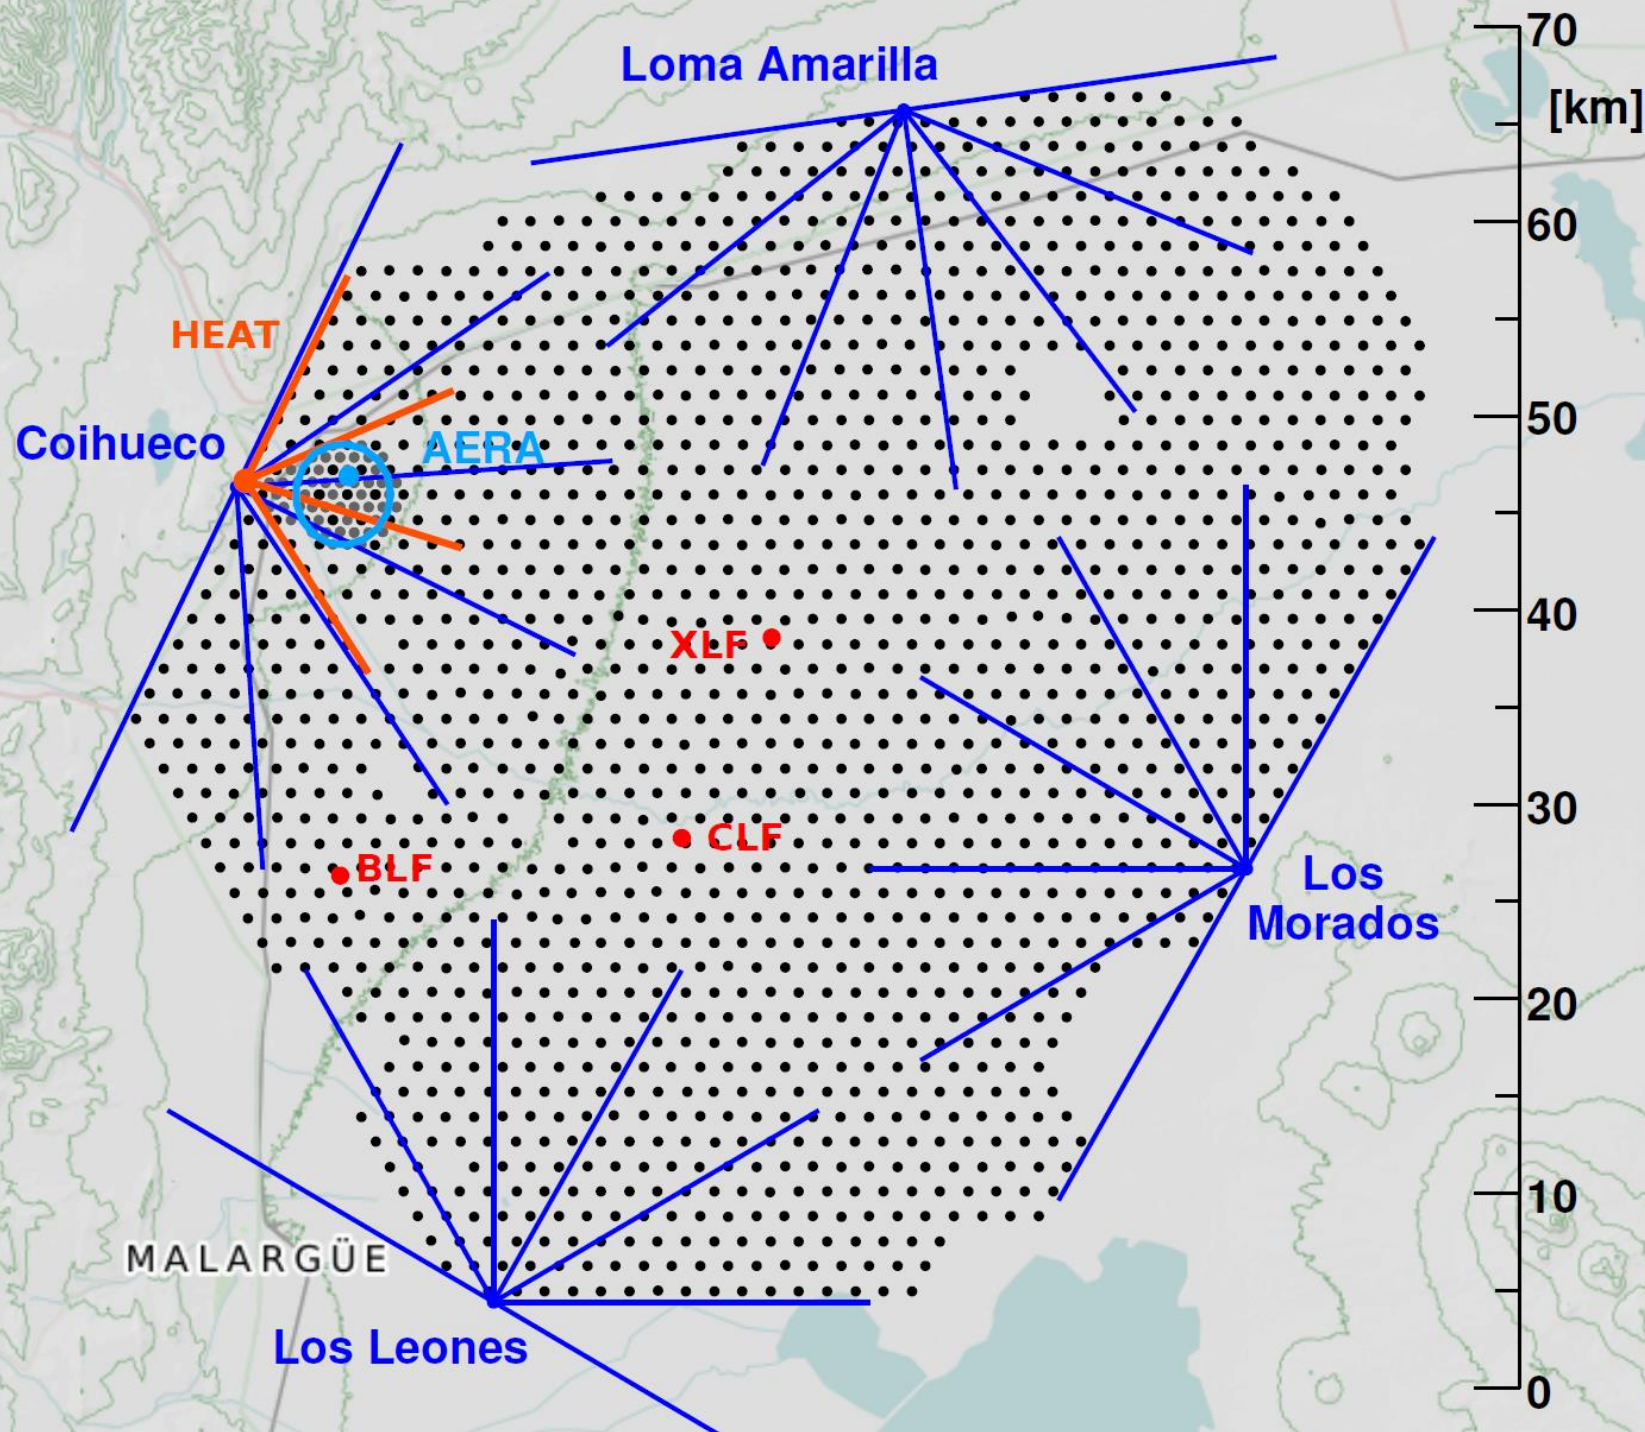 70
Loma Amarilla
[km]
60
HEAT
50
Coihueco
AERA
XLF
40
30
CLF
BLF
Los
Morados
20
10
MALARGÜE
Los Leones
0